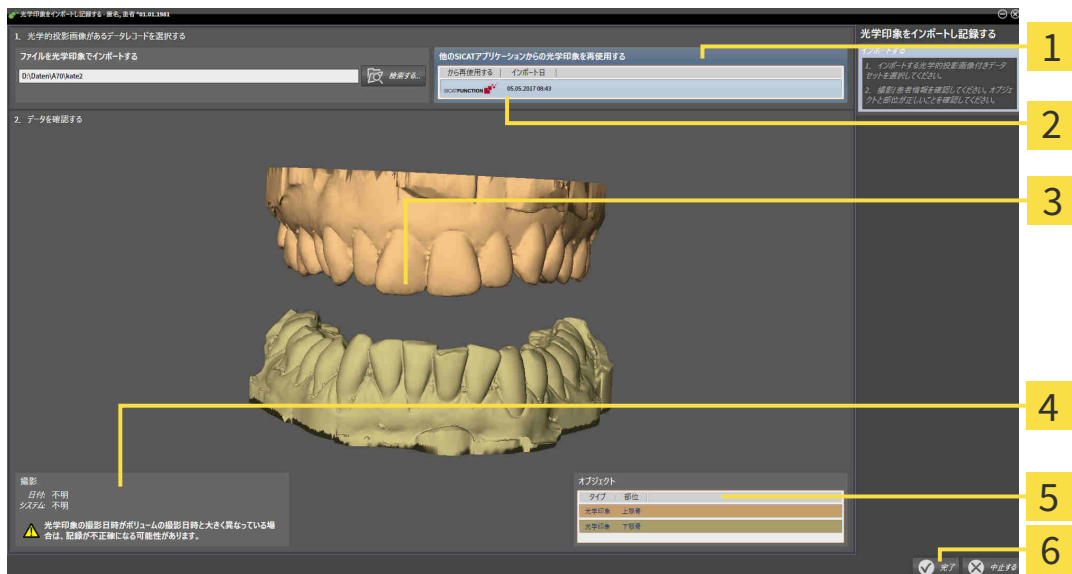 光学印象をインポートし記録する - 匿名, 患者 *01.01.1961
1. 光学的投影画像があるデータレコードを選択する
ファイルを光学印象でインポートする
D:\Daten\A70\kate2
検索する...
他のSICATアプリケーションからの光学印象を再使用する
から再使用する インポート日
SICAT FUNCTION 05.05.2017 08:43
光学印象をインポートし記録する
インポートする
1. インポートする光学的投影画像付きデータ
セットを選択してください。
2. 撮影/患者情報を確認してください。オブジェ
クトと部位が正しいことを確認してください。
1
2
3
4
5
6
2. データを確認する
撮影
日付: 不明
システム: 不明
光学印象の撮影日時がボリュームの撮影日時と大きく異なっている場
合は、記録が不正確になる可能性があります。
オブジェクト
タイプ 部位
光学印象 上顎骨
光学印象 下顎骨
完了
中止する